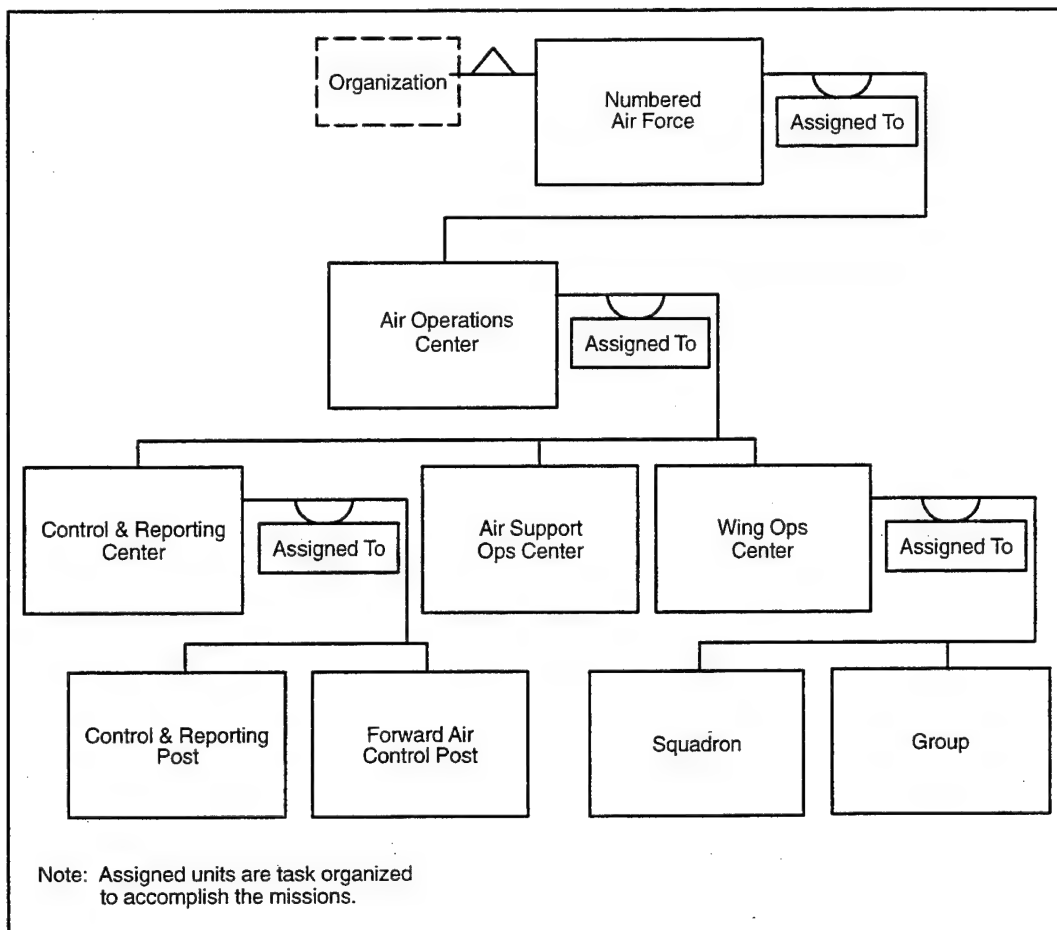 Organization
Numbered
Air Force
Assigned To
Air Operations
Center
Assigned To
Control & Reporting
Center
Assigned To
Air Support
Ops Center
Wing Ops
Center
Assigned To
Control & Reporting
Post
Forward Air
Control Post
Squadron
Group
Note: Assigned units are task organized
to accomplish the missions.